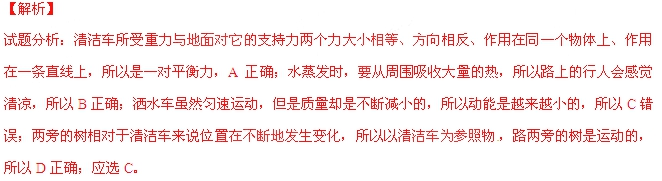 【解析】
试题分析：清洁车所受重力与地面对它的支持力两个力大小相等、方向相反、作用在同一个物体上、作用
在一条直线上，所以是一对平衡力，A 正确；水蒸发时，要从周围吸收大量的热，所以路上的行人会感觉
清凉，所以 B 正确；洒水车虽然匀速运动，但是质量却是不断减小的，所以动能是越来越小的，所以 C 错
误；两旁的树相对于清洁车来说位置在不断地发生变化，所以以清洁车为参照物，路两旁的树是运动的，
所以 D 正确；应选 C。